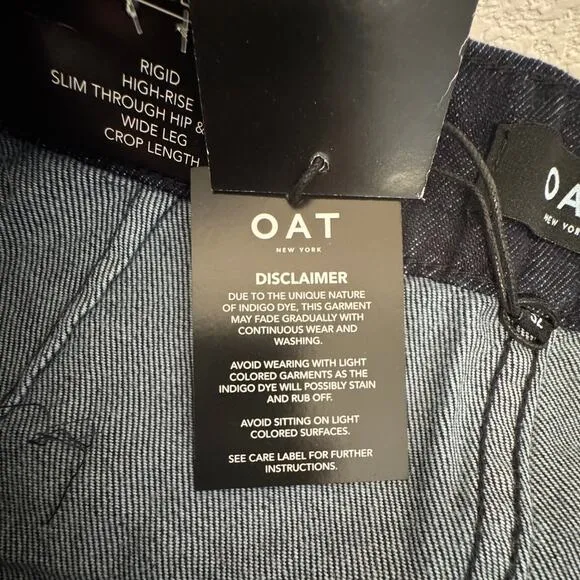 RIGID
HIGH-RISE
SLIM THROUGH HIP &
WIDE LEG
CROP LENGTH
OAT
NEW YORK
DISCLAIMER
DUE TO THE UNIQUE NATURE
OF INDIGO DYE, THIS GARMENT
MAY FADE GRADUALLY WITH
CONTINUOUS WEAR AND
WASHING.
AVOID WEARING WITH LIGHT
COLORED GARMENTS AS THE
INDIGO DYE WILL POSSIBLY STAIN
AND RUB OFF.
AVOID SITTING ON LIGHT
COLORED SURFACES.
SEE CARE LABEL FOR FURTHER
INSTRUCTIONS.
OA
NEW YOR